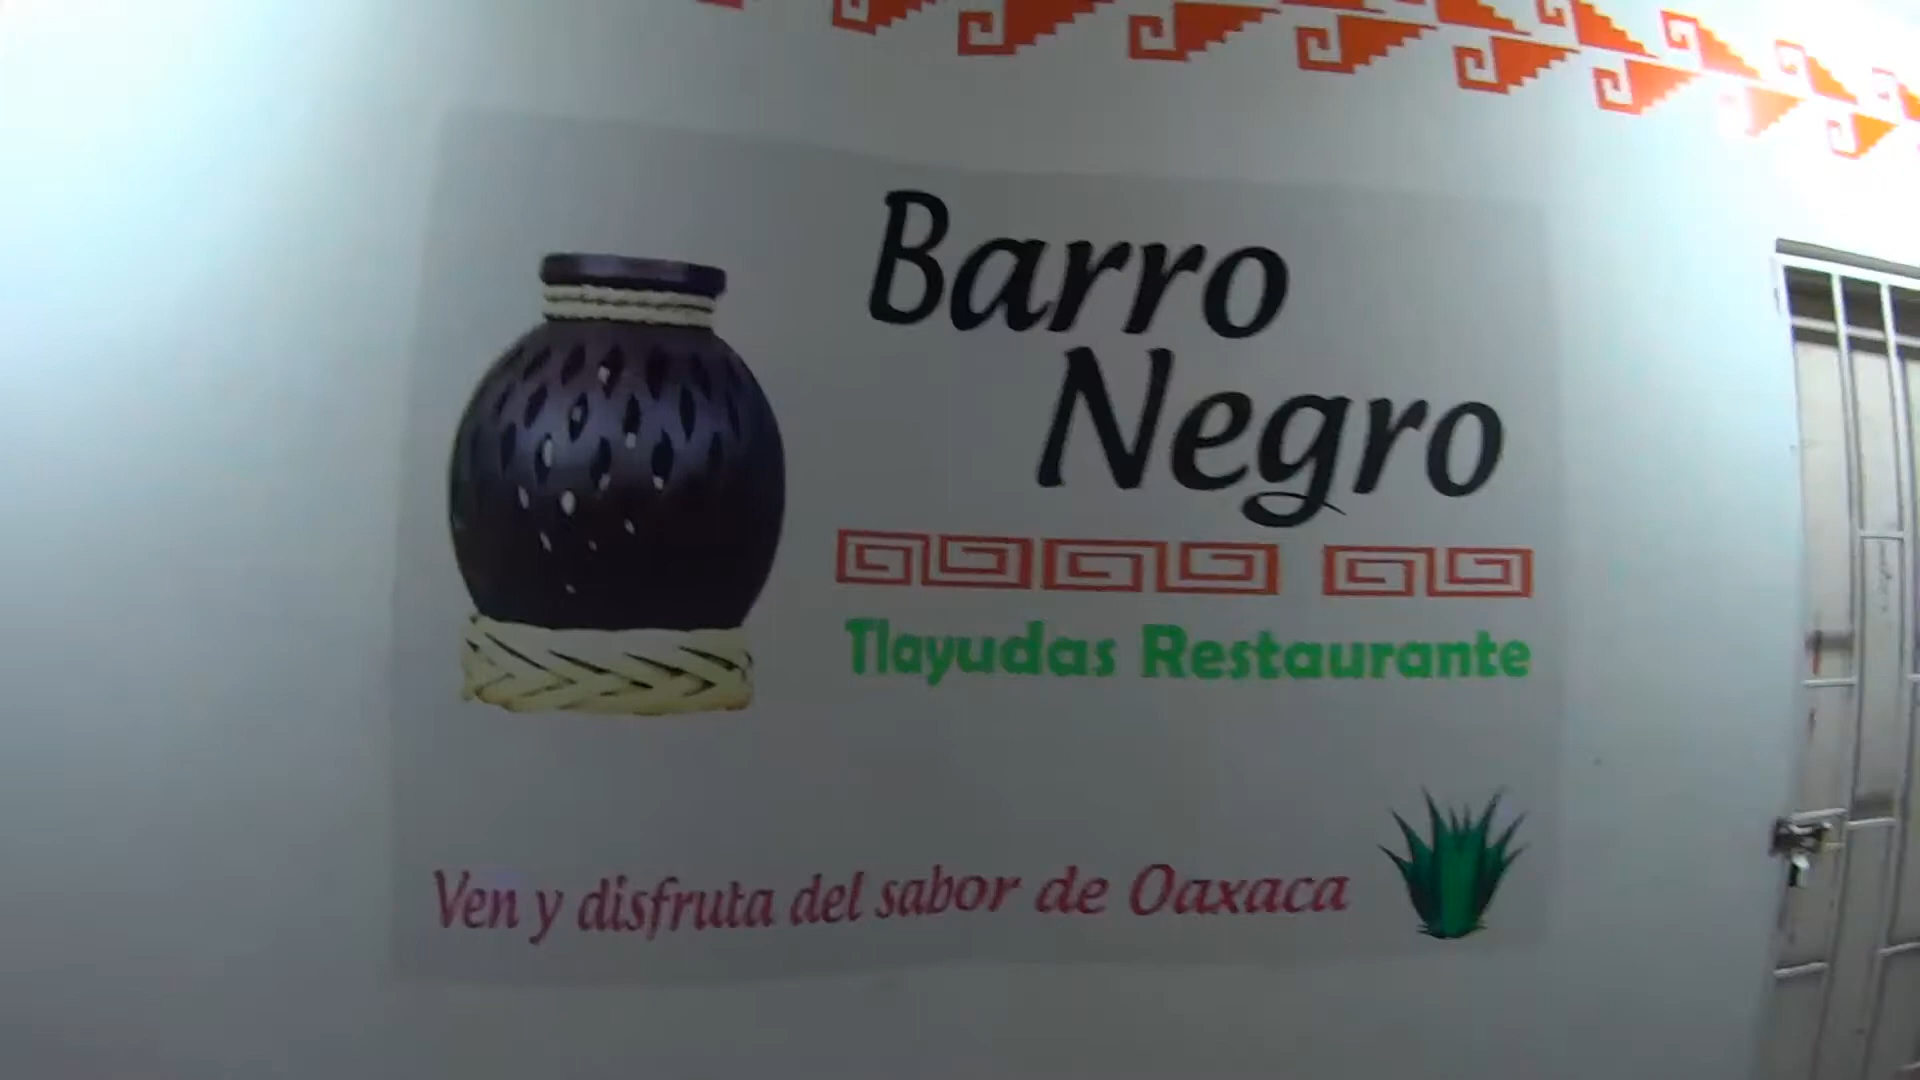 Barro
Negro
Tlayudas Restaurante
Ven y disfruta del sabor de Oaxaca